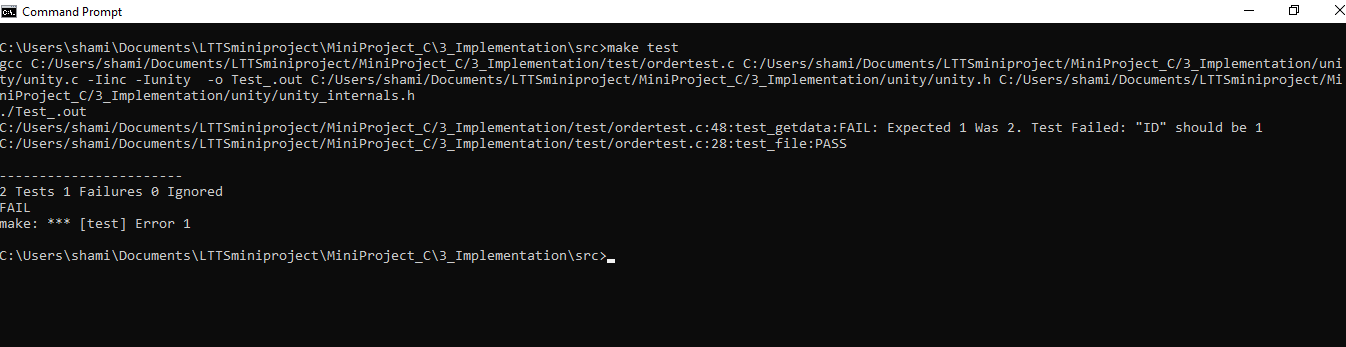 Command Prompt
C:\Users\shami\Documents\LTTSminiproject\MiniProject_C\3_Implementation\src>make test
gcc C:/Users/shami/Documents/LTTSminiproject/MiniProject_C/3_Implementation/test/ordertest.c C:/Users/shami/Documents/LTTSminiproject/MiniProject_C/3_Implementation/uni
ty/unity.c -Iinc -Iunity  -o Test_.out C:/Users/shami/Documents/LTTSminiproject/MiniProject_C/3_Implementation/unity/unity.h C:/Users/shami/Documents/LTTSminiproject/Mi
niProject_C/3_Implementation/unity/unity_internals.h
./Test_.out
C:/Users/shami/Documents/LTTSminiproject/MiniProject_C/3_Implementation/test/ordertest.c:48:test_getdata:FAIL: Expected 1 Was 2. Test Failed: "ID" should be 1
C:/Users/shami/Documents/LTTSminiproject/MiniProject_C/3_Implementation/test/ordertest.c:28:test_file:PASS
-----------------------
2 Tests 1 Failures 0 Ignored
FAIL
make: *** [test] Error 1
C:\Users\shami\Documents\LTTSminiproject\MiniProject_C\3_Implementation\src>